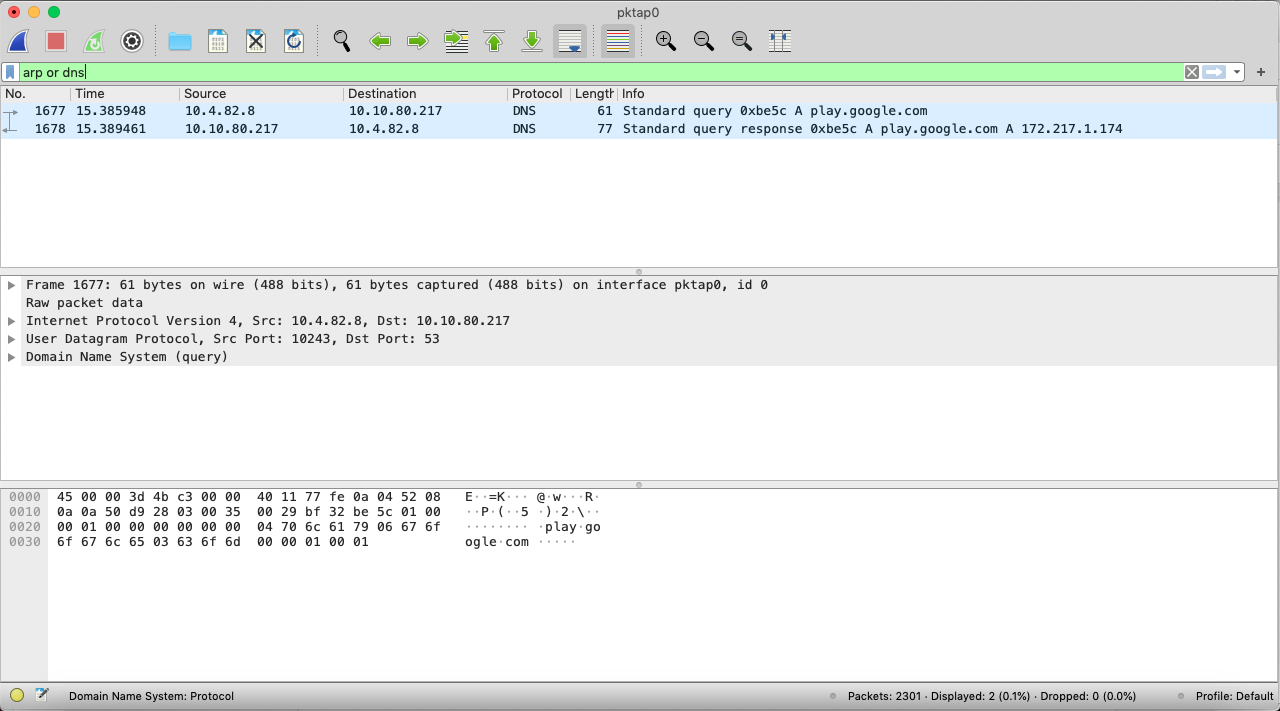 pktap0
arp or dns
No. Time Source Destination Protocol Length Info
1677 15.385948 10.4.82.8 10.10.80.217 DNS 61 Standard query 0xbe5c A play.google.com
1678 15.389461 10.10.80.217 10.4.82.8 DNS 77 Standard query response 0xbe5c A play.google.com A 172.217.1.174
Frame 1677: 61 bytes on wire (488 bits), 61 bytes captured (488 bits) on interface pktap0, id 0
Raw packet data
Internet Protocol Version 4, Src: 10.4.82.8, Dst: 10.10.80.217
User Datagram Protocol, Src Port: 10243, Dst Port: 53
Domain Name System (query)
0000 45 00 00 3d 4b c3 00 00 40 11 77 fe 0a 04 52 08 E··=K··· @·w···R·
0010 0a 0a 50 d9 28 03 00 35 00 29 bf 32 be 5c 01 00 ··P·(··5 ·)·2·\··
0020 00 01 00 00 00 00 00 00 04 70 6c 61 79 06 67 6f ········ ·play·go
0030 6f 67 6c 65 03 63 6f 6d 00 00 01 00 01 ogle·com ·····
Domain Name System: Protocol
Packets: 2301 · Displayed: 2 (0.1%) · Dropped: 0 (0.0%)
Profile: Default